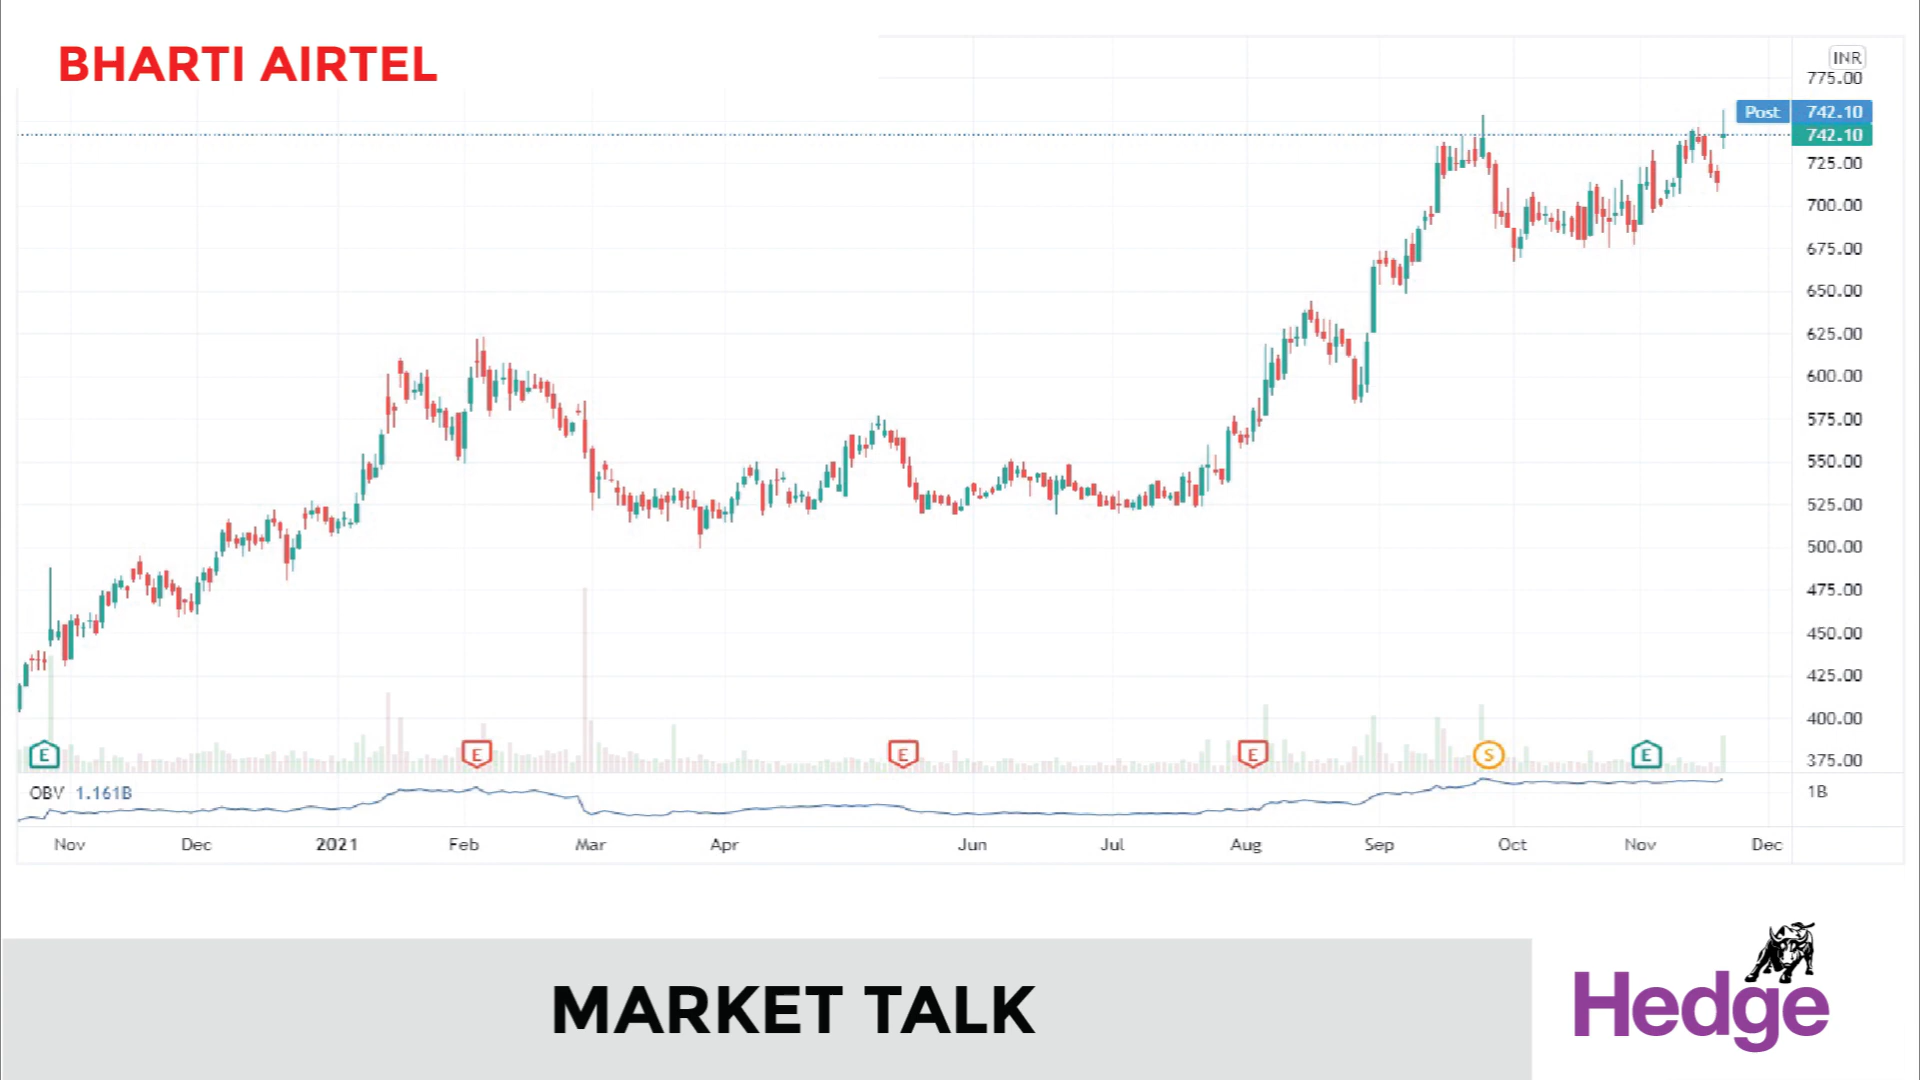 BHARTI AIRTEL
INR
775.00
Post 742.10
742.10
725.00
700.00
675.00
650.00
625.00
600.00
575.00
550.00
525.00
500.00
475.00
450.00
425.00
400.00
375.00
E E E E S E
OBV 1.161B
1B
Nov Dec 2021 Feb Mar Apr Jun Jul Aug Sep Oct Nov Dec
MARKET TALK
Hedge